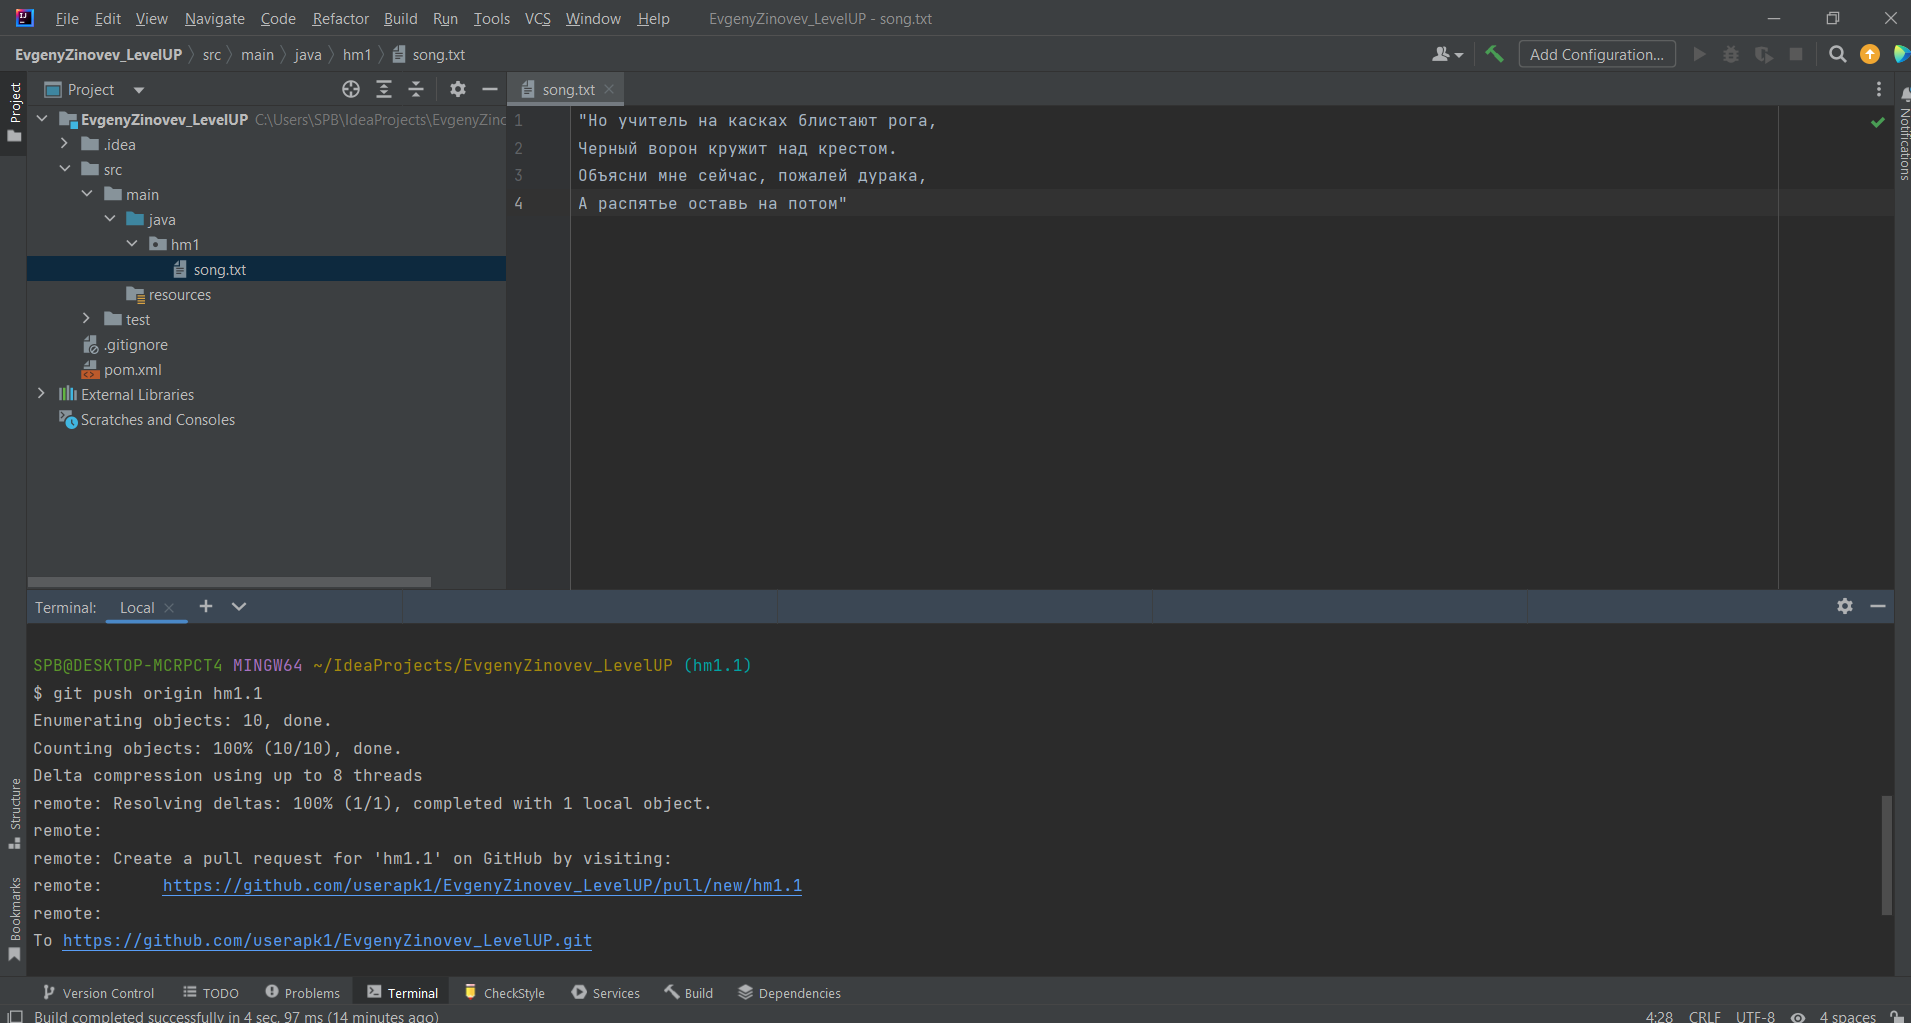 File Edit View Navigate Code Refactor Build Run Tools VCS Window Help EvgenyZinovev_LevelUP - song.txt
EvgenyZinovev_LevelUP src main java hm1 song.txt Add Configuration...
Project
Project
song.txt
Notifications
EvgenyZinovev_LevelUP C:\Users\SPB\IdeaProjects\EvgenyZino
.idea
src
main
java
hm1
song.txt
resources
test
.gitignore
pom.xml
External Libraries
Scratches and Consoles
1 "Но учитель на касках блистают рога,
2 Черный ворон кружит над крестом.
3 Объясни мне сейчас, пожалей дурака,
4 А распятье оставь на потом"
Terminal: Local
SPB@DESKTOP-MCRPCT4 MINGW64 ~/IdeaProjects/EvgenyZinovev_LevelUP (hm1.1)
$ git push origin hm1.1
Enumerating objects: 10, done.
Counting objects: 100% (10/10), done.
Delta compression using up to 8 threads
remote: Resolving deltas: 100% (1/1), completed with 1 local object.
remote:
remote: Create a pull request for 'hm1.1' on GitHub by visiting:
remote: https://github.com/userapk1/EvgenyZinovev_LevelUP/pull/new/hm1.1
remote:
To https://github.com/userapk1/EvgenyZinovev_LevelUP.git
Structure
Bookmarks
Version Control TODO Problems Terminal CheckStyle Services Build Dependencies
Build completed successfully in 4 sec, 97 ms (14 minutes ago) 4:28 CRLF UTF-8 4 spaces